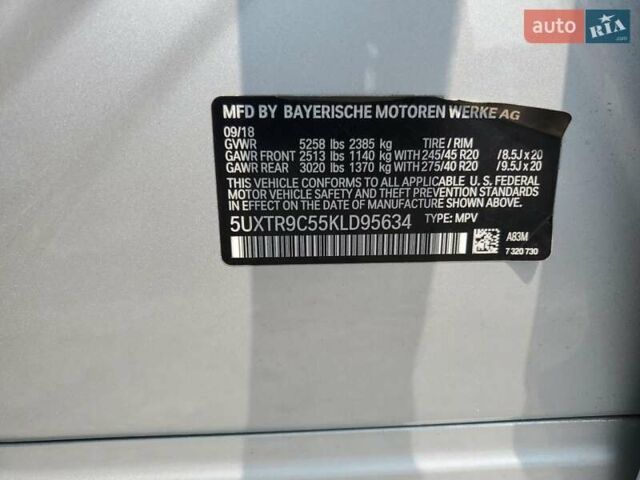 auto RIA.com
MFD BY BAYERISCHE MOTOREN WERKE AG
09/18
GVWR 5258 lbs 2385 kg TIRE / RIM
GAWR FRONT 2513 lbs 1140 kg WITH 245/45 R20 /8.5J x 20
GAWR REAR 3020 lbs 1370 kg WITH 275/40 R20 /9.5J x 20
THIS VEHICLE CONFORMS TO ALL APPLICABLE U.S. FEDERAL
MOTOR VEHICLE SAFETY AND THEFT PREVENTION STANDARDS
IN EFFECT ON THE DATE OF MANUFACTURE SHOWN ABOVE.
5UXTR9C55KLD95634 TYPE: MPV
A83M
7 320 730